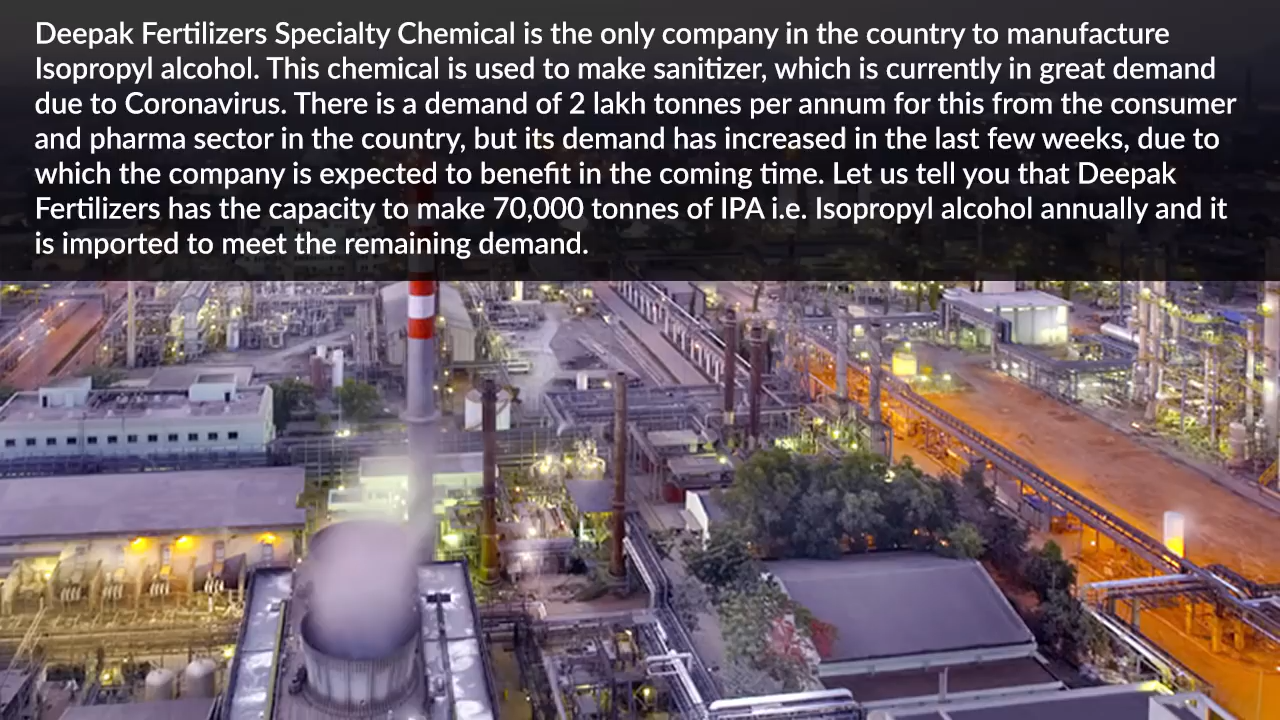 Deepak Fertilizers Specialty Chemical is the only company in the country to manufacture
Isopropyl alcohol. This chemical is used to make sanitizer, which is currently in great demand
due to Coronavirus. There is a demand of 2 lakh tonnes per annum for this from the consumer
and pharma sector in the country, but its demand has increased in the last few weeks, due to
which the company is expected to benefit in the coming time. Let us tell you that Deepak
Fertilizers has the capacity to make 70,000 tonnes of IPA i.e. Isopropyl alcohol annually and it
is imported to meet the remaining demand.